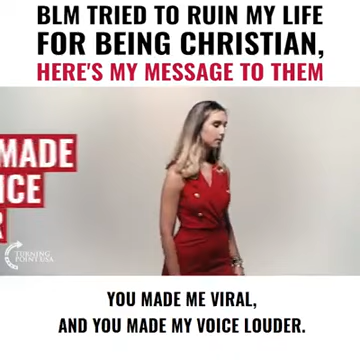 BLM TRIED TO RUIN MY LIFE
FOR BEING CHRISTIAN,
HERE'S MY MESSAGE TO THEM
MADE
ICE
R
TURNING
POINT USA
YOU MADE ME VIRAL,
AND YOU MADE MY VOICE LOUDER.